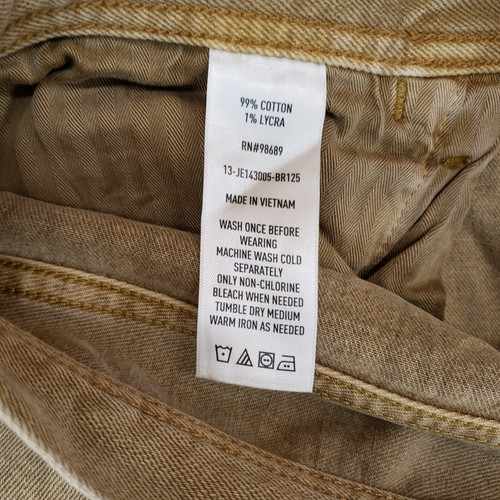 99% COTTON
1% LYCRA
RN#98689
13-JE143005-BR125
MADE IN VIETNAM
WASH ONCE BEFORE
WEARING
MACHINE WASH COLD
SEPARATELY
ONLY NON-CHLORINE
BLEACH WHEN NEEDED
TUMBLE DRY MEDIUM
WARM IRON AS NEEDED